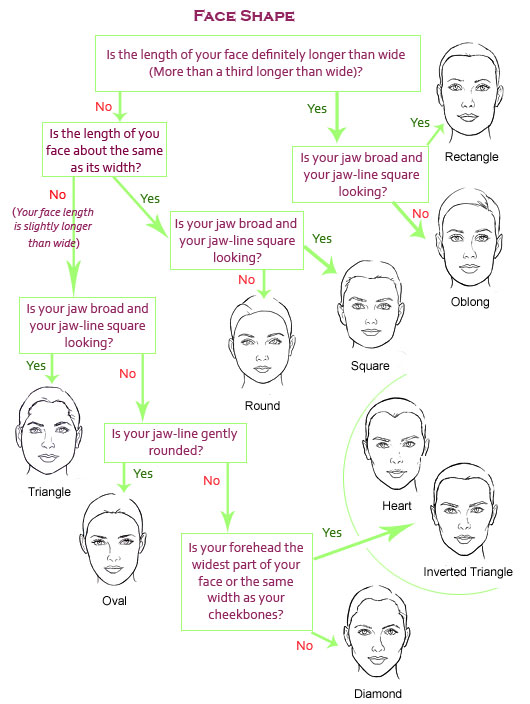 Face Shape
Is the length of your face definitely longer than wide
(More than a third longer than wide)?
No
Yes
Is the length of you
face about the same
as its width?
Yes
Rectangle
Is your jaw broad and
your jaw-line square
looking?
No
(Your face length
is slightly longer
than wide)
Yes
No
Is your jaw broad and
your jaw-line square
looking?
Yes
Oblong
No
Is your jaw broad and
your jaw-line square
looking?
Square
Round
Yes
No
Triangle
Is your jaw-line gently
rounded?
Yes
No
Heart
Oval
Is your forehead the
widest part of your
face or the same
width as your
cheekbones?
Yes
Inverted Triangle
No
Diamond